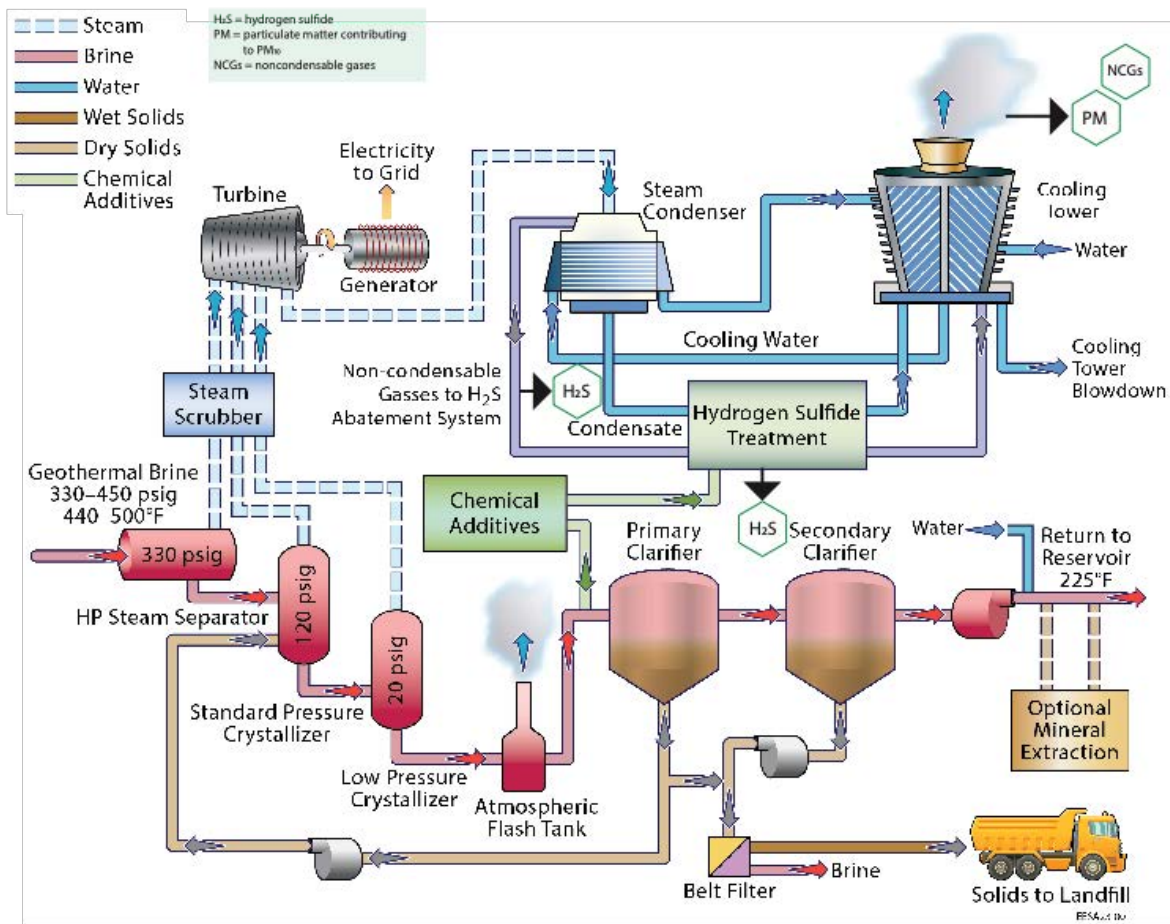 Steam
Brine
Water
Wet Solids
Dry Solids
Chemical
Additives
H₂S = hydrogen sulfide
PM = particulate matter contributing
to PM₁₀
NCGs = noncondensable gases
NCGs
PM
Electricity
to Grid
Turbine
Generator
Steam
Condenser
Cooling
lower
Water
Cooling Water
Cooling
Tower
Blowdown
Non-condensable
Gasses to H₂S
Abatement System
H₂S
Condensate
Hydrogen Sulfide
Treatment
Steam
Scrubber
Geothermal Brine
330–450 psig
440 500°F
330 psig
HP Steam Separator
120 psig
20 psig
Standard Pressure
Crystallizer
Low Pressure
Crystallizer
Chemical
Additives
H₂S
Primary
Clarifier
Secondary
Clarifier
Water
Return to
Reservoir
225°F
Optional
Mineral
Extraction
Atmospheric
Flash Tank
Belt Filter
Brine
Solids to Landfill